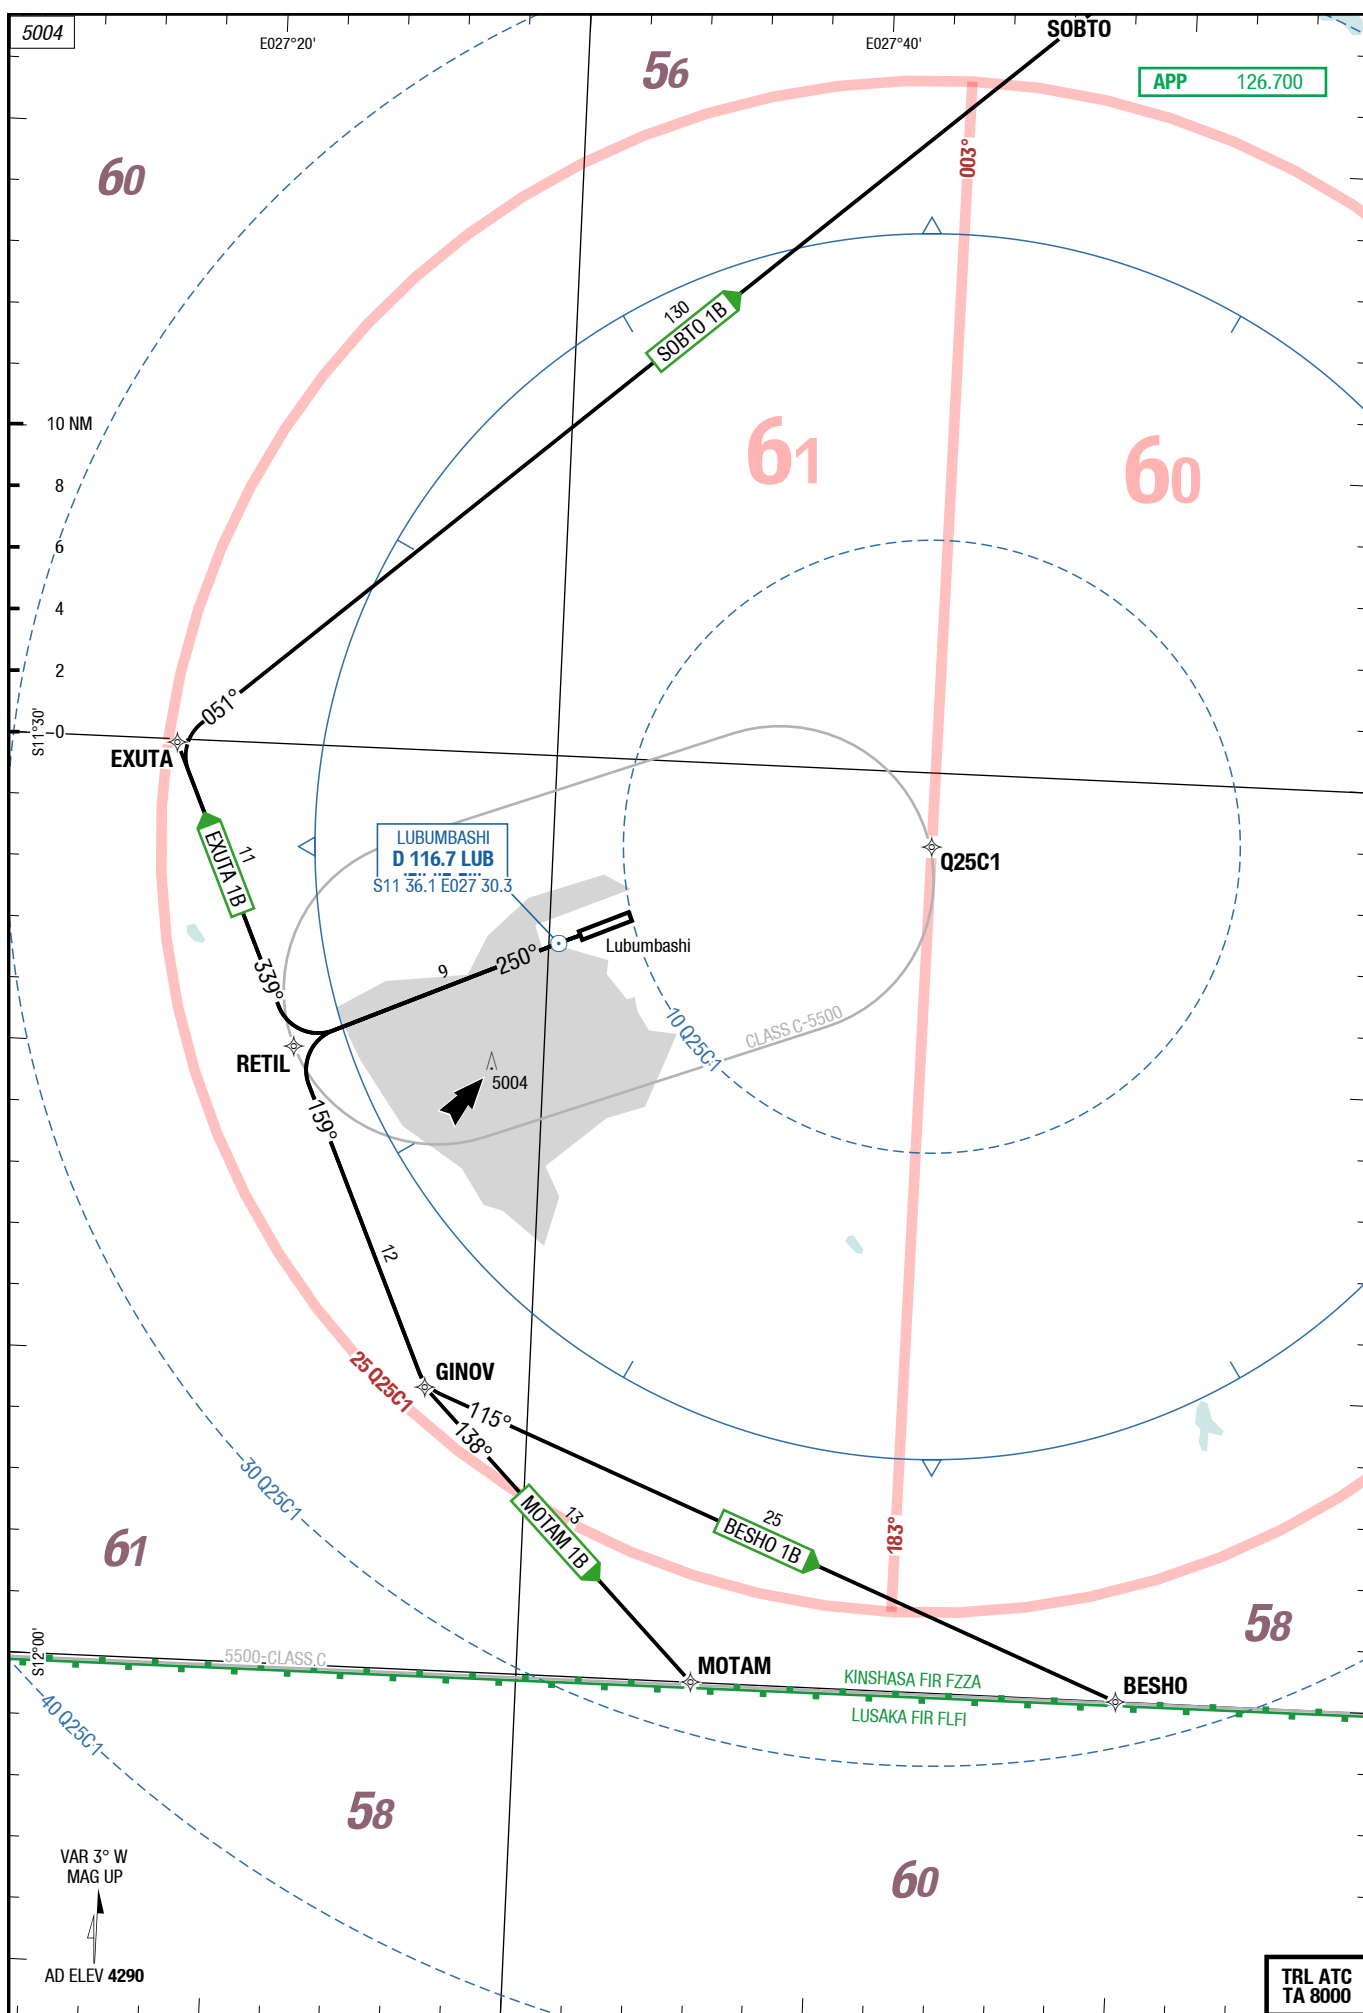 5004
E027°20'
E027°40'
SOBTO
56
APP 126.700
60
003°
130
SOBTO 1B
10 NM
61
60
8
6
4
2
0
S11°30'
051°
EXUTA
11
EXUTA 1B
LUBUMBASHI
D 116.7 LUB
S11 36.1 E027 30.3
Q25C1
Lubumbashi
250°
9
339°
10 Q25C1
CLASS C-5500
RETIL
5004
159°
12
GINOV
25 Q25C1
115°
138°
30 Q25C1
13
MOTAM 1B
25
BESHO 1B
183°
61
58
S12°00'
5500-CLASS C
MOTAM
KINSHASA FIR FZZA
BESHO
LUSAKA FIR FLFI
40 Q25C1
58
60
VAR 3° W
MAG UP
AD ELEV 4290
TRL ATC
TA 8000